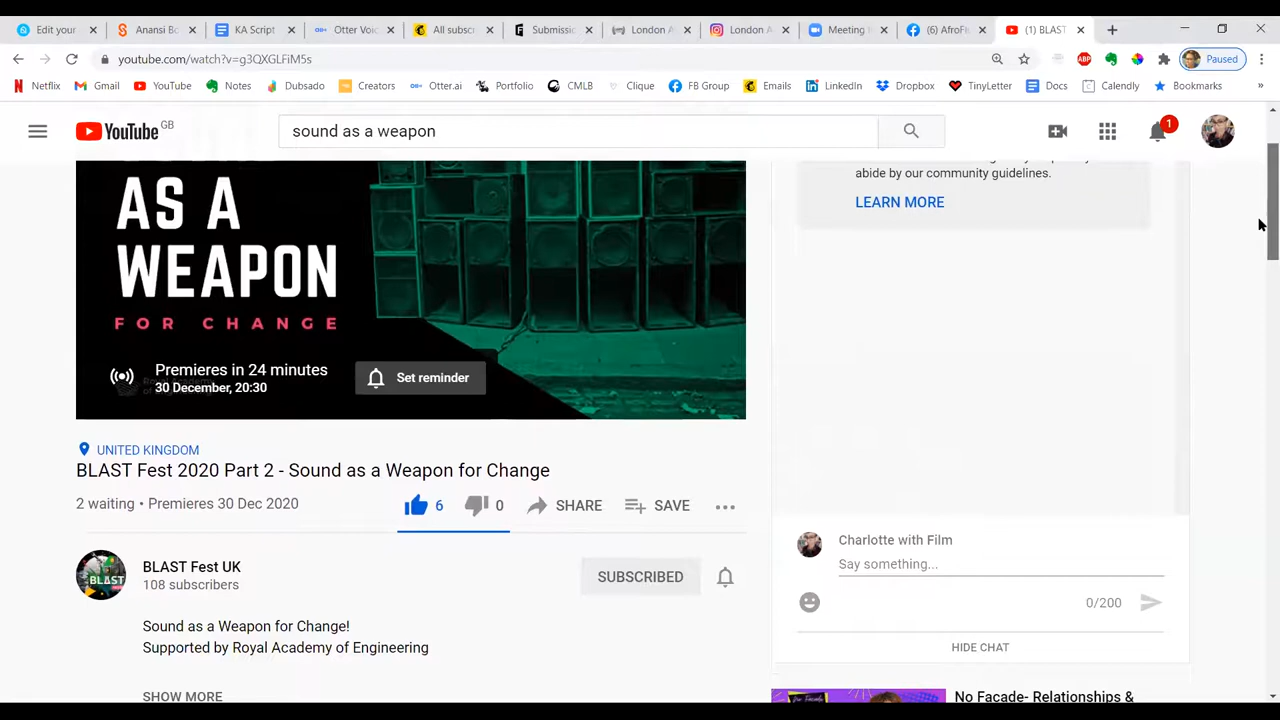 Edit your
Anansi Bo
KA Script
Otter Voic
All subscr
Submissio
London A
London A
Meeting I
(6) AfroFl
(1) BLAST
youtube.com/watch?v=g3QXGLFiM5s
ABP
Paused
Netflix
Gmail
YouTube
Notes
Dubsado
Creators
Otter.ai
Portfolio
CMLB
Clique
FB Group
Emails
LinkedIn
Dropbox
TinyLetter
Docs
Calendly
Bookmarks
YouTube GB
sound as a weapon
1
abide by our community guidelines.
LEARN MORE
AS A
WEAPON
FOR CHANGE
Premieres in 24 minutes
30 December, 20:30
Set reminder
UNITED KINGDOM
BLAST Fest 2020 Part 2 - Sound as a Weapon for Change
2 waiting • Premieres 30 Dec 2020
6
0
SHARE
SAVE
BLAST
BLAST Fest UK
108 subscribers
SUBSCRIBED
Sound as a Weapon for Change!
Supported by Royal Academy of Engineering
SHOW MORE
Charlotte with Film
Say something...
0/200
HIDE CHAT
No Facade- Relationships &